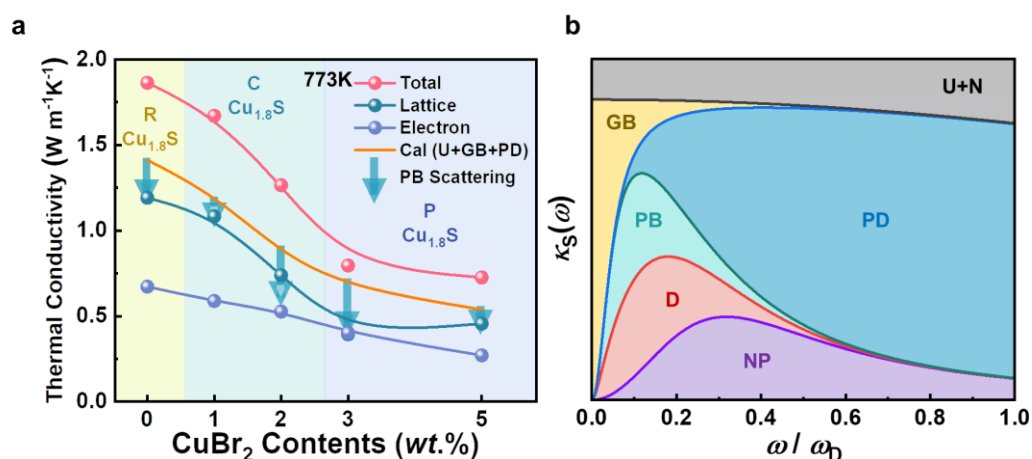 a
2.0
1.5
1.0
0.5
0.0
Thermal Conductivity (W m⁻¹K⁻¹)
R
Cu₁.₈S
C
Cu₁.₈S
773K
Total
Lattice
Electron
Cal (U+GB+PD)
PB Scattering
P
Cu₁.₈S
0 1 2 3 5
CuBr₂ Contents (wt.%)
b
κS(ω)
U+N
GB
PB
PD
D
NP
0.0 0.2 0.4 0.6 0.8 1.0
ω / ωD